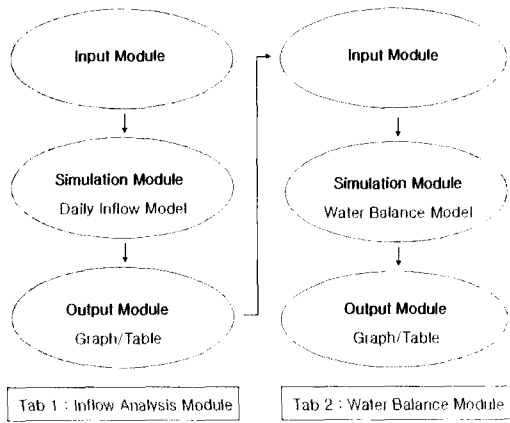 Input Module
Simulation Module
Daily Inflow Model
Output Module
Graph/Table
Tab 1 : Inflow Analysis Module
Input Module
Simulation Module
Water Balance Model
Output Module
Graph/Table
Tab 2 : Water Balance Module